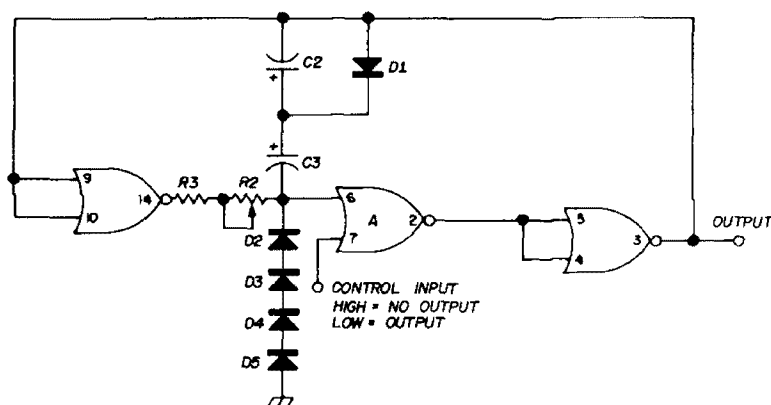 C2
+
D1
+
C3
9
10
14
R3
R2
6
7
A
2
5
4
3
OUTPUT
D2
D3
D4
D5
CONTROL INPUT
HIGH = NO OUTPUT
LOW = OUTPUT